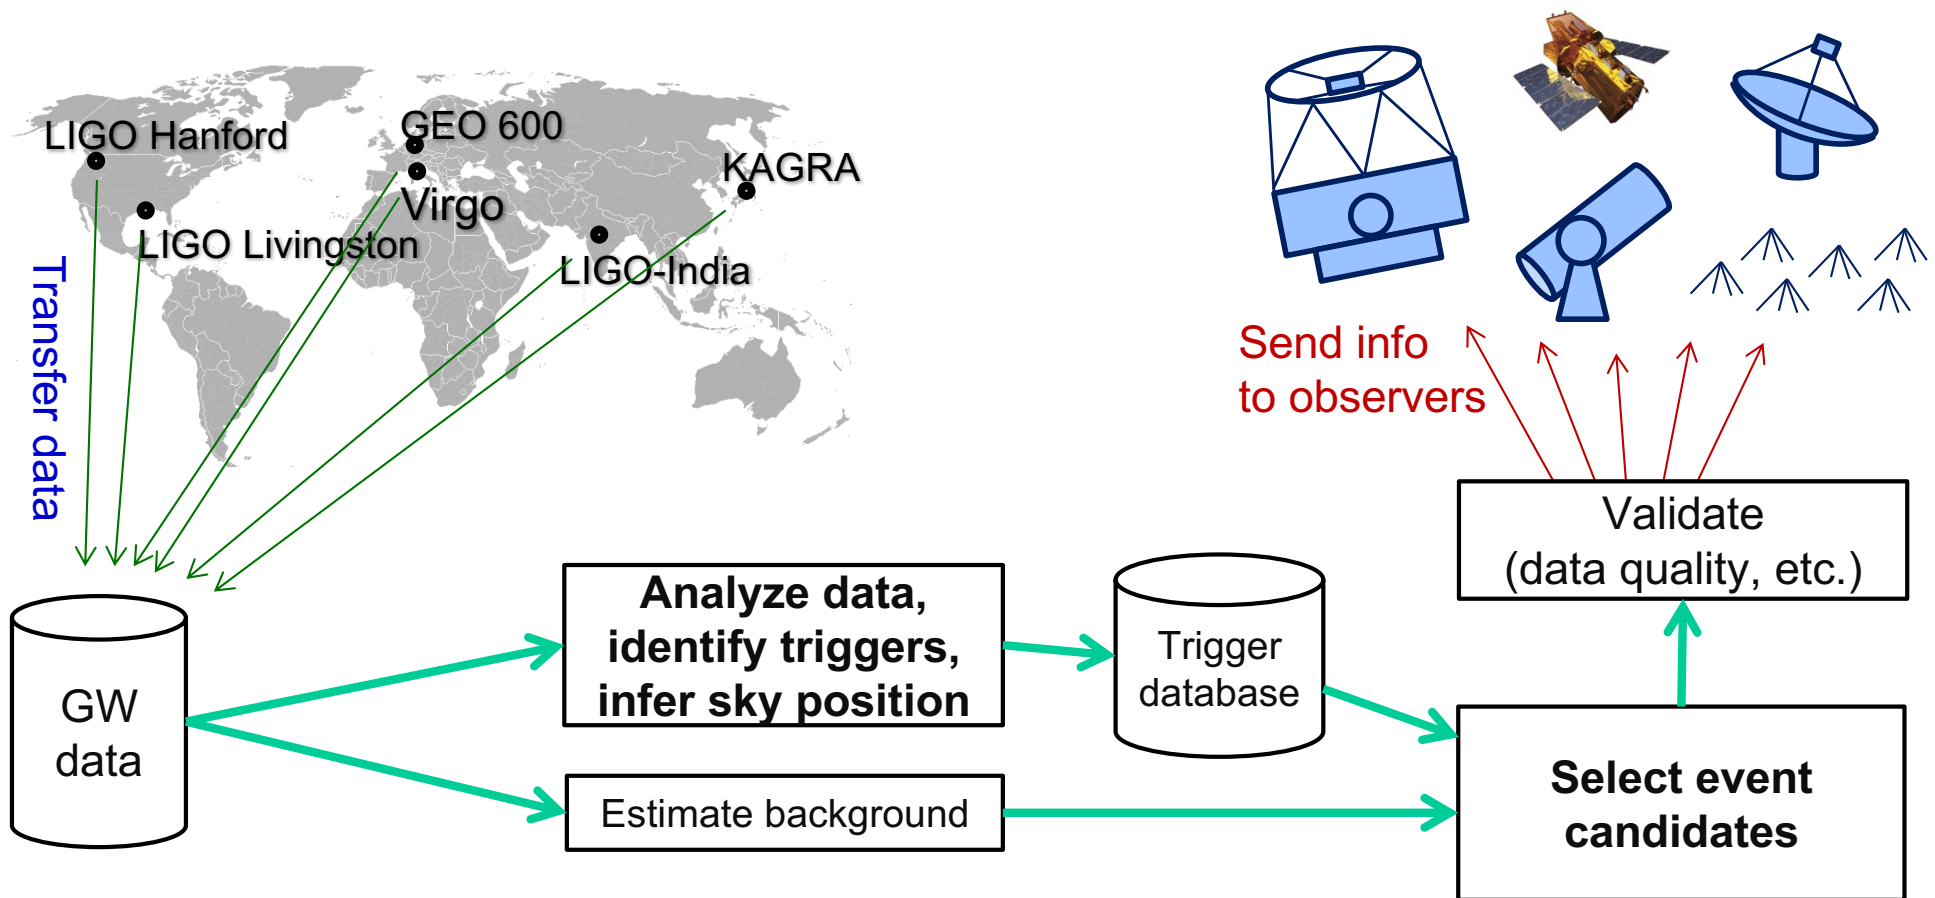 LIGO Hanford
GEO 600
KAGRA
Virgo
LIGO Livingston
LIGO-India
Transfer data
Send info
to observers
Validate
(data quality, etc.)
Analyze data,
identify triggers,
infer sky position
Trigger
database
GW
data
Estimate background
Select event
candidates